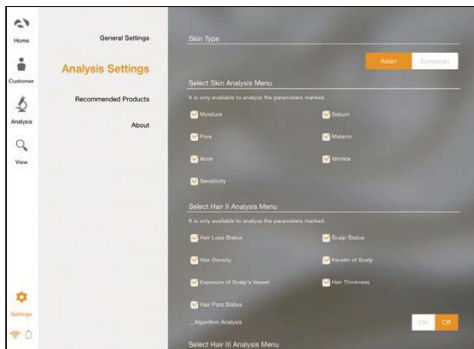 Home
Customer
Analysis
View
Settings
General Settings
Analysis Settings
Recommended Products
About
Skin Type
Asian
European
Select Skin Analysis Menu
It is only available to analyze the parameters marked.
Moisture
Sebum
Pore
Melanin
Acne
Wrinkle
Sensitivity
Select Hair II Analysis Menu
It is only available to analyze the parameters marked.
Hair Loss Status
Scalp Status
Hair Density
Keratin of Scalp
Exposure of Scalp's Vessel
Hair Thickness
Hair Pore Status
_Algorithm Analysis
On
Off
Select Hair III Analysis Menu